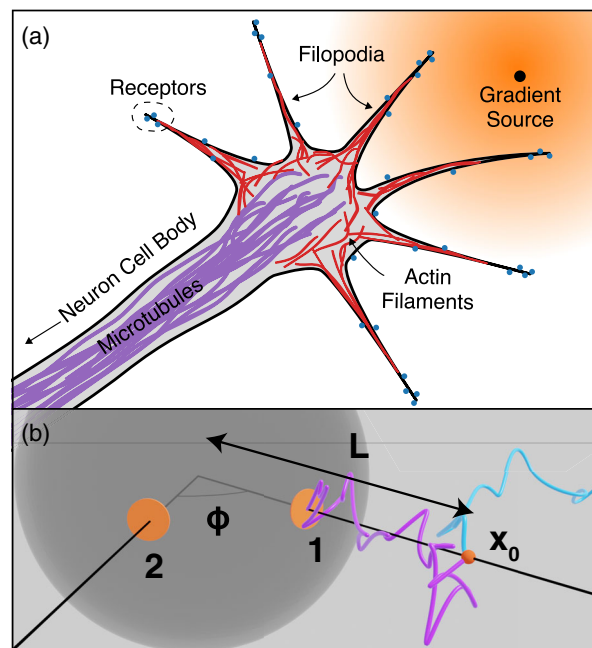 (a)
Filopodia
Receptors
Gradient
Source
Neuron Cell Body
Microtubules
Actin
Filaments
(b)
L
x₀
ϕ
1
2